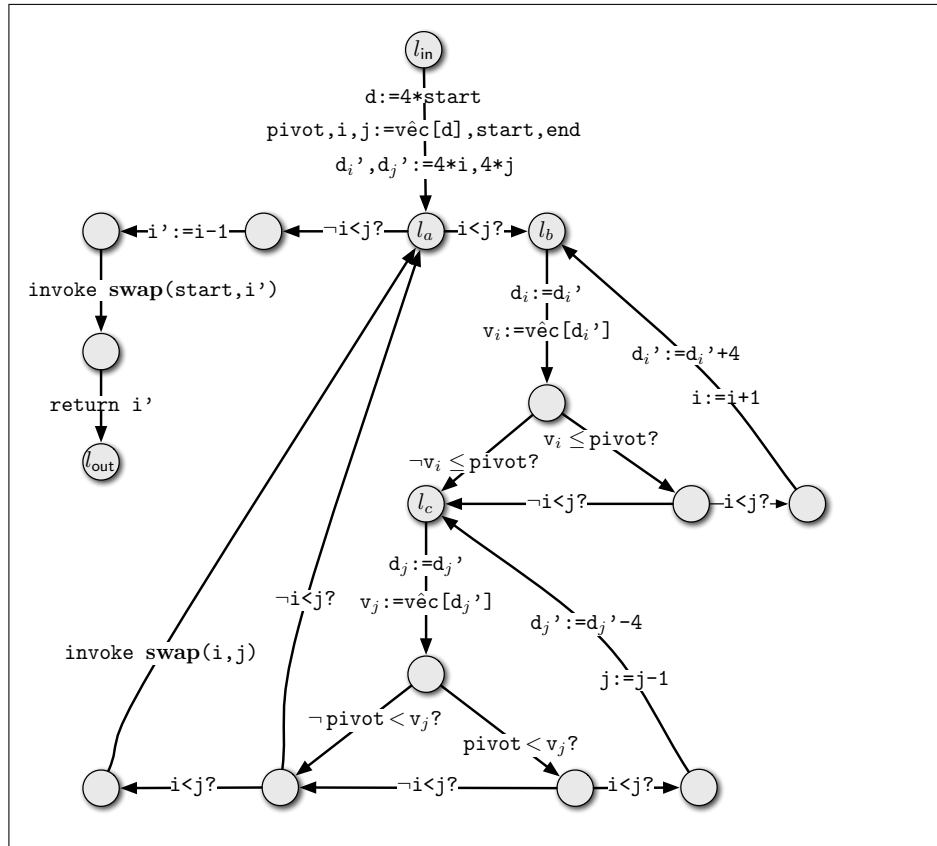 l_in
d:=4*start
pivot,i,j:=vêc[d],start,end
d_i',d_j':=4*i,4*j
i':=i-1
¬i<j?
l_a
i<j?
l_b
invoke swap(start,i')
d_i:=d_i'
v_i:=vêc[d_i']
d_i':=d_i'+4
i:=i+1
return i'
v_i ≤pivot?
l_out
¬v_i ≤pivot?
l_c
¬i<j?
i<j?
d_j:=d_j'
v_j:=vêc[d_j']
¬i<j?
d_j':=d_j'-4
invoke swap(i,j)
j:=j-1
¬pivot<v_j?
pivot<v_j?
i<j?
¬i<j?
i<j?